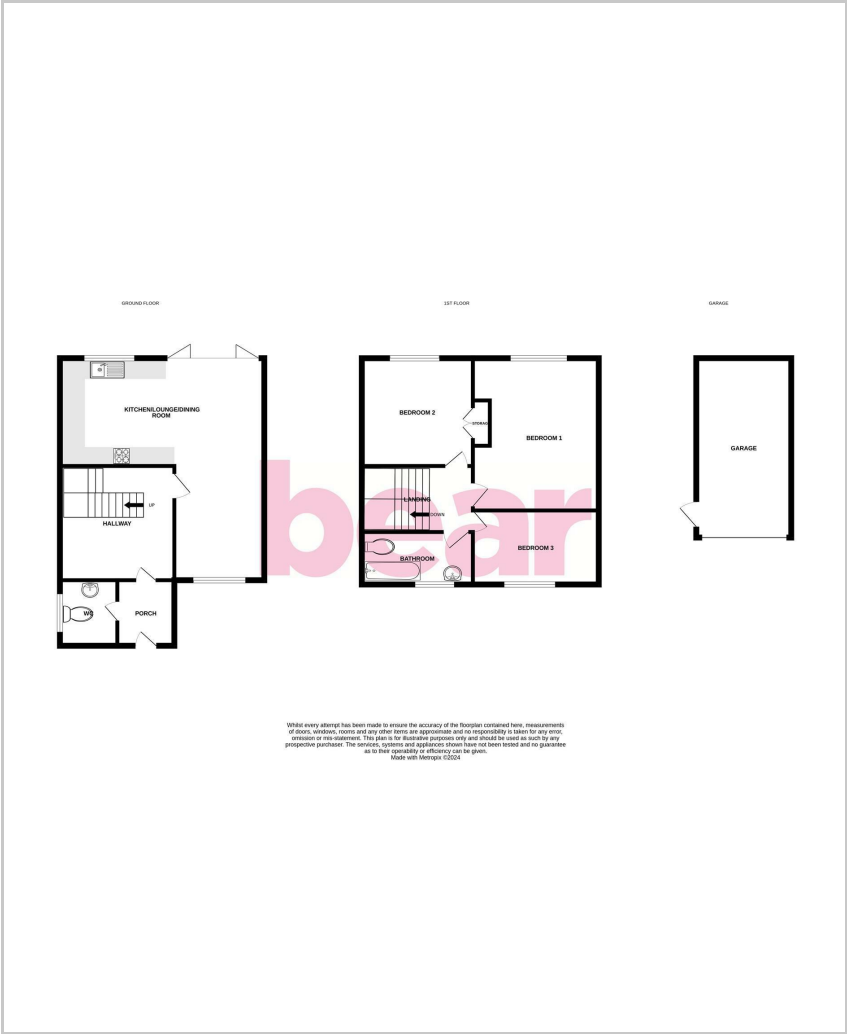 GROUND FLOOR
1ST FLOOR
GARAGE
KITCHEN/LOUNGE/DINING
ROOM
UP
HALLWAY
WC
PORCH
BEDROOM 2
STORAGE
BEDROOM 1
LANDING
DOWN
BATHROOM
BEDROOM 3
GARAGE
bear
Whilst every attempt has been made to ensure the accuracy of the floorplan contained here, measurements
of doors, windows, rooms and any other items are approximate and no responsibility is taken for any error,
omission or mis-statement. This plan is for illustrative purposes only and should be used as such by any
prospective purchaser. The services, systems and appliances shown have not been tested and no guarantee
as to their operability or efficiency can be given.
Made with Metropix ©2024